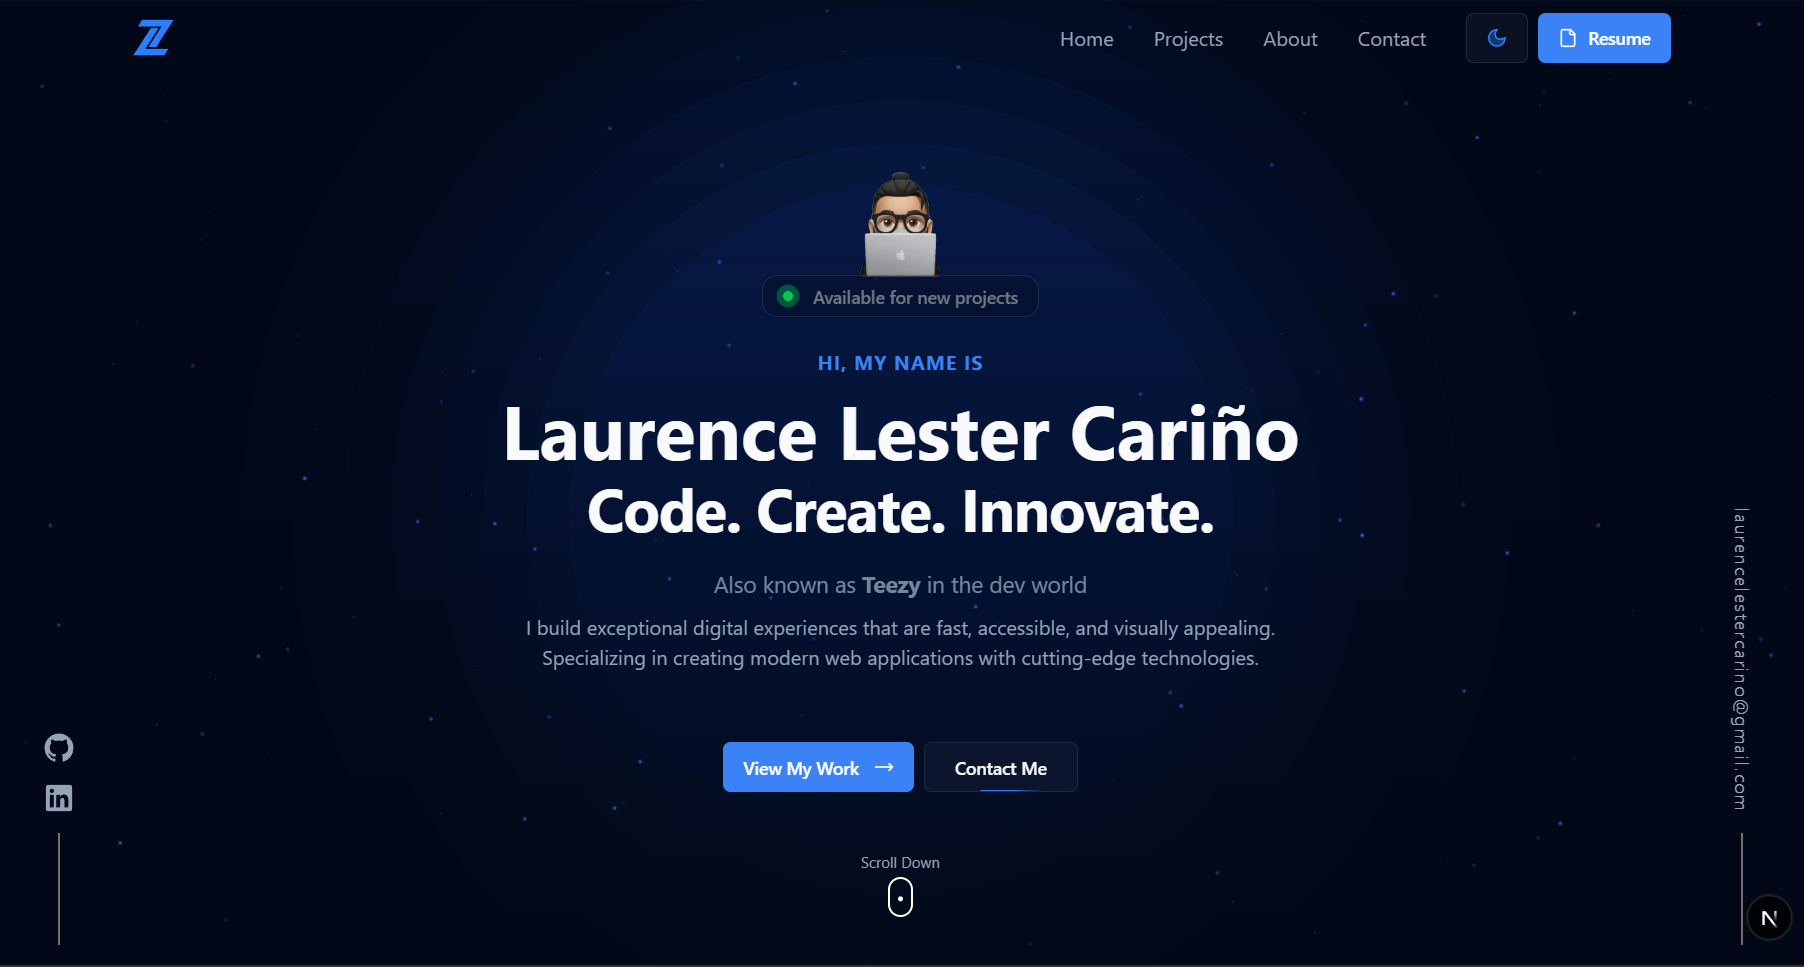 Home
Projects
About
Contact
Resume
Available for new projects
HI, MY NAME IS
Laurence Lester Cariño
Code. Create. Innovate.
Also known as Teezy in the dev world
I build exceptional digital experiences that are fast, accessible, and visually appealing.
Specializing in creating modern web applications with cutting-edge technologies.
View My Work
Contact Me
Scroll Down
in
laurencelestercarino@gmail.com
N